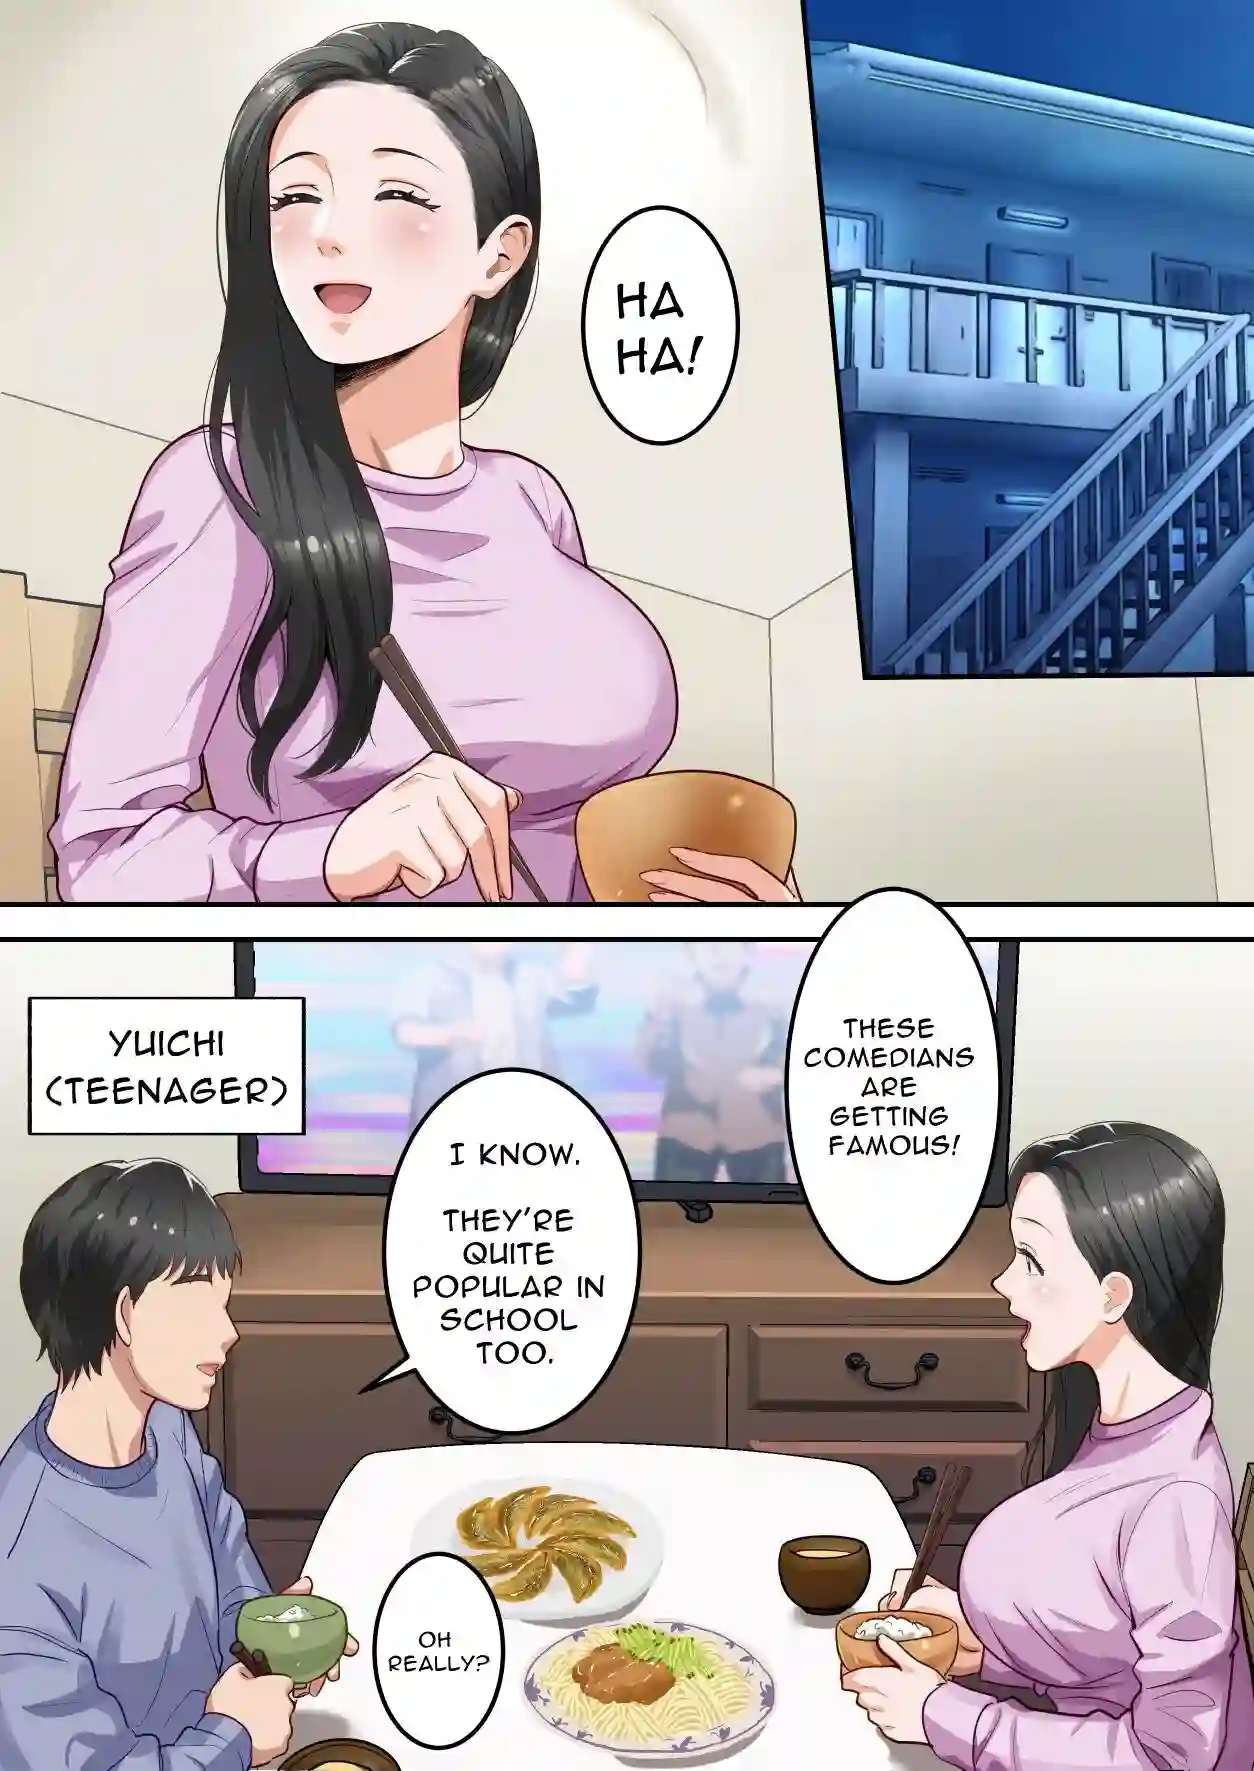 HA
HA!
THESE
COMEDIANS
ARE
GETTING
FAMOUS!
YUICHI
(TEENAGER)
I KNOW.
THEY'RE
QUITE
POPULAR IN
SCHOOL
TOO.
OH
REALLY?